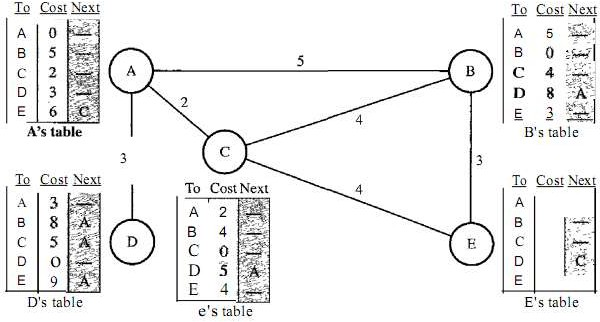 To Cost Next
A 0 —
B 5 —
C 2 —
D 3 —
E 6 C
A's table
To Cost Next
A 5 —
B 0 —
C 4 —
D 8 A
E 3 —
B's table
A
5
B
2
4
C
3
3
4
D
E
To Cost Next
A 3 —
B 8 A
C 5 A
D 0 —
E 9 A
D's table
To Cost Next
A 2 —
B 4 —
C 0 —
D 5 A
E 4 —
e's table
To Cost Next
A
B —
C —
D C
E
E's table